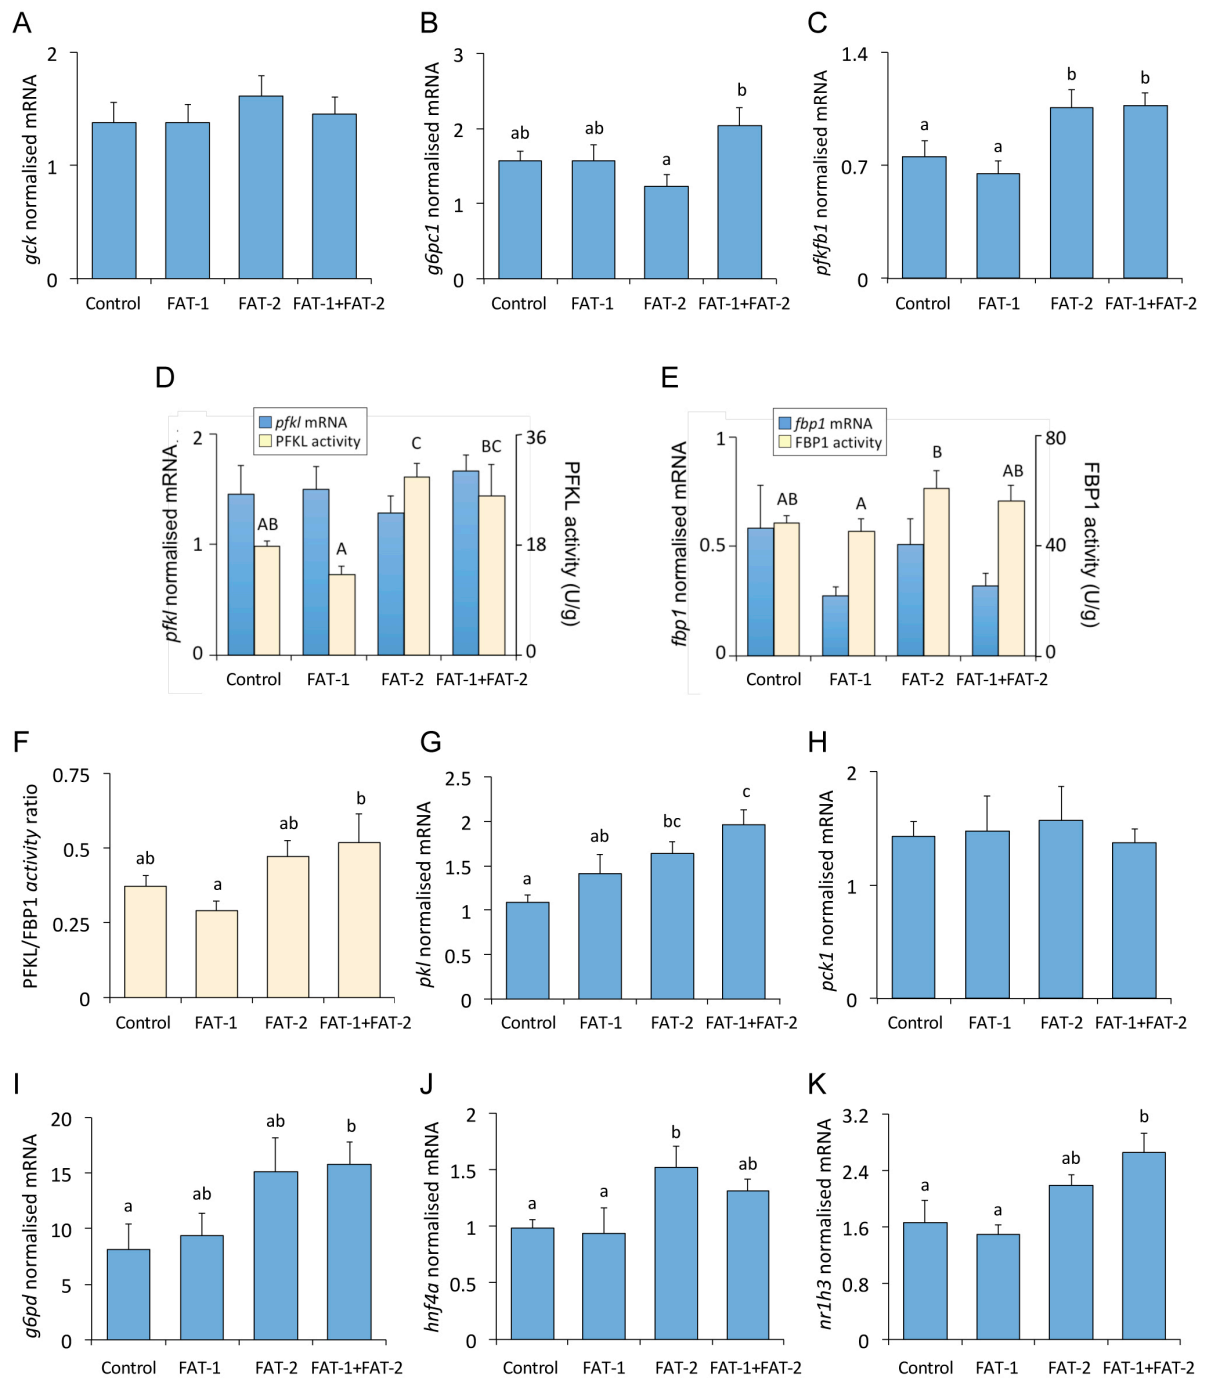 A
gck normalised mRNA
2
1
0
Control FAT-1 FAT-2 FAT-1+FAT-2
B
g6pc1 normalised mRNA
3
2
1
0
ab
ab
a
b
Control FAT-1 FAT-2 FAT-1+FAT-2
C
pfkfb1 normalised mRNA
1.4
0.7
0
a
a
b
b
Control FAT-1 FAT-2 FAT-1+FAT-2
D
pfkl normalised mRNA
2
1
0
pfkl mRNA
PFKL activity
AB
A
C
BC
36
18
0
PFKL activity (U/g)
Control FAT-1 FAT-2 FAT-1+FAT-2
E
fbp1 normalised mRNA
1
0.5
0
fbp1 mRNA
FBP1 activity
AB
A
B
AB
80
40
0
FBP1 activity (U/g)
Control FAT-1 FAT-2 FAT-1+FAT-2
F
PFKL/FBP1 activity ratio
0.75
0.5
0.25
0
ab
a
ab
b
Control FAT-1 FAT-2 FAT-1+FAT-2
G
pkl normalised mRNA
2.5
2
1.5
1
0.5
0
a
ab
bc
c
Control FAT-1 FAT-2 FAT-1+FAT-2
H
pck1 normalised mRNA
2
1
0
Control FAT-1 FAT-2 FAT-1+FAT-2
I
g6pd normalised mRNA
20
15
10
5
0
a
ab
ab
b
Control FAT-1 FAT-2 FAT-1+FAT-2
J
hnf4a normalised mRNA
2
1.5
1
0.5
0
a
a
b
ab
Control FAT-1 FAT-2 FAT-1+FAT-2
K
nr1h3 normalised mRNA
3.2
2.4
1.6
0.8
0
a
a
ab
b
Control FAT-1 FAT-2 FAT-1+FAT-2